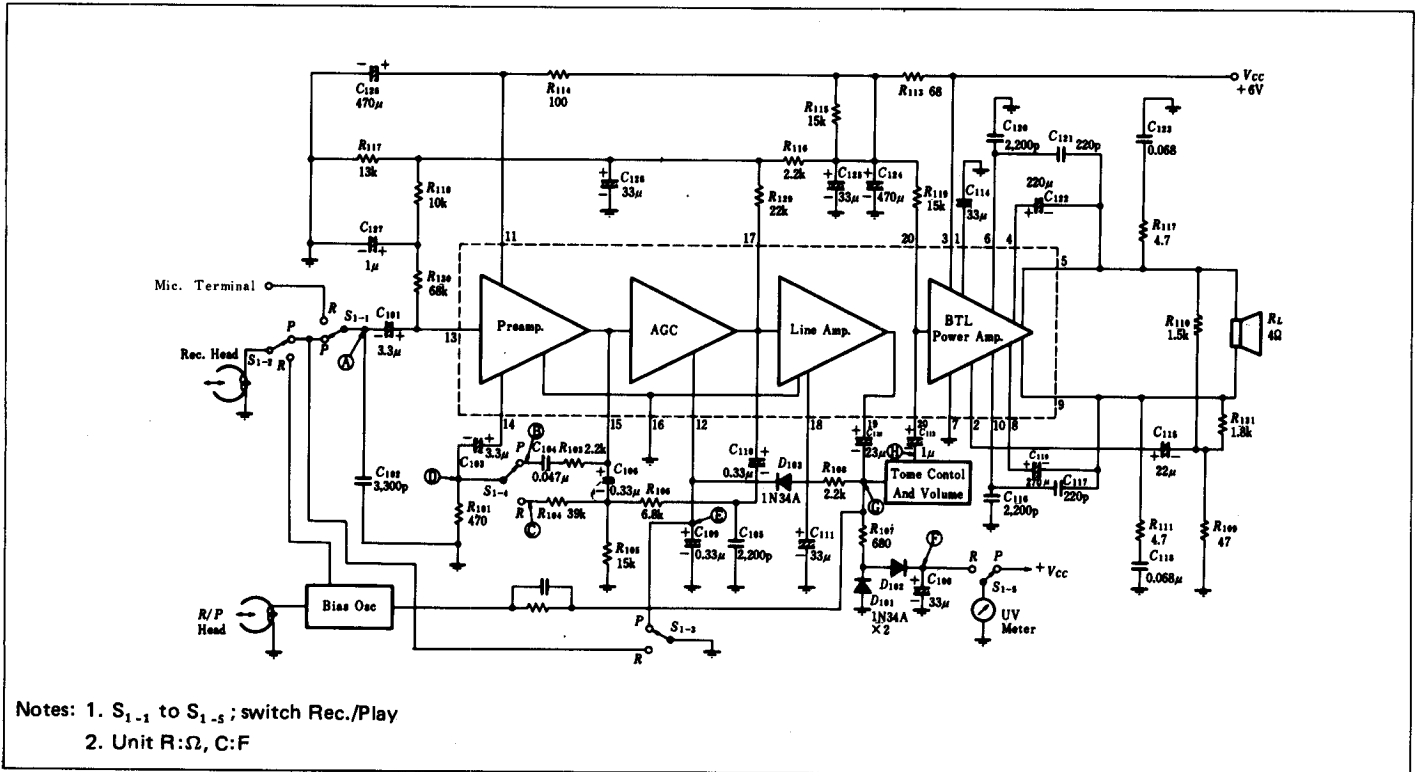 C128
470μ
R114
100
R113 68
VCC
+6V
R115
15k
R117
13k
R118
10k
C126
33μ
R116
2.2k
C125
33μ
C124
470μ
R129
22k
R119
15k
C114
33μ
C120
2,200p
C121 220p
220μ
C122
C123
0.068
R117
4.7
C127
1μ
R130
68k
11
17
20
3
1
6
4
5
Mic. Terminal
R
P
P
R
S1-1
S1-2
Rec. Head
A
C101
3.3μ
13
Preamp.
AGC
Line Amp.
BTL
Power Amp.
R110
1.5k
RL
4Ω
9
14
15
16
12
18
19
20
7
2
10
8
R131
1.8k
C102
3,300p
D
C103
3.3μ
R101
470
B
P
S1-4
R
C
C104
0.047μ
R103 2.2k
R104 39k
C106
0.33μ
R105
15k
R106
6.8k
C109
0.33μ
E
C110
0.33μ
C105
2,200p
D103
1N34A
R108
2.2k
C111
33μ
23μ
G
H
C113
1μ
Tome Contol
And Volume
R107
680
D102
D101
1N34A
×2
F
C108
33μ
R
P
S1-5
+VCC
UV
Meter
C119
270μ
C116
2,200p
C117
220p
C115
22μ
R111
4.7
C118
0.068μ
R109
47
R/P
Head
Bias Osc
P
R
S1-3
Notes: 1. S1-1 to S1-5; switch Rec./Play
2. Unit R:Ω, C:F